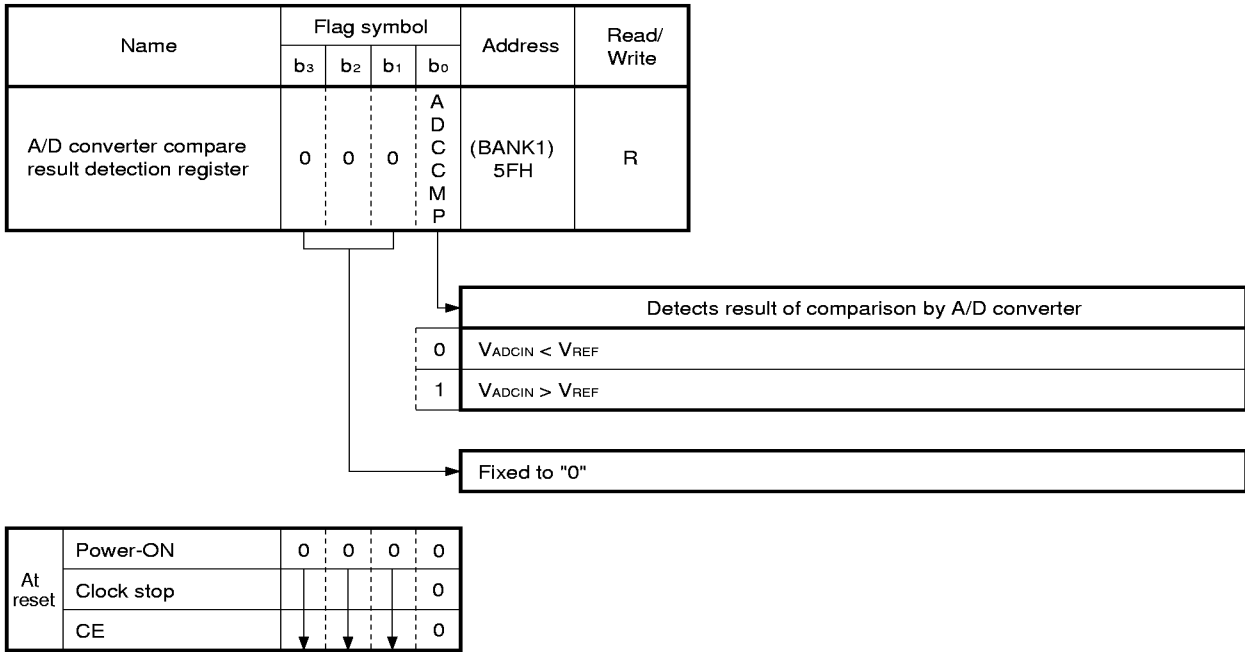 Name
Flag symbol
Address
Read/
Write
b3 b2 b1 b0
A/D converter compare
result detection register
0 0 0
A
D
C
C
M
P
(BANK1)
5FH
R
Detects result of comparison by A/D converter
0 VADCIN < VREF
1 VADCIN > VREF
Fixed to "0"
At
reset
Power-ON 0 0 0 0
Clock stop 0
CE 0